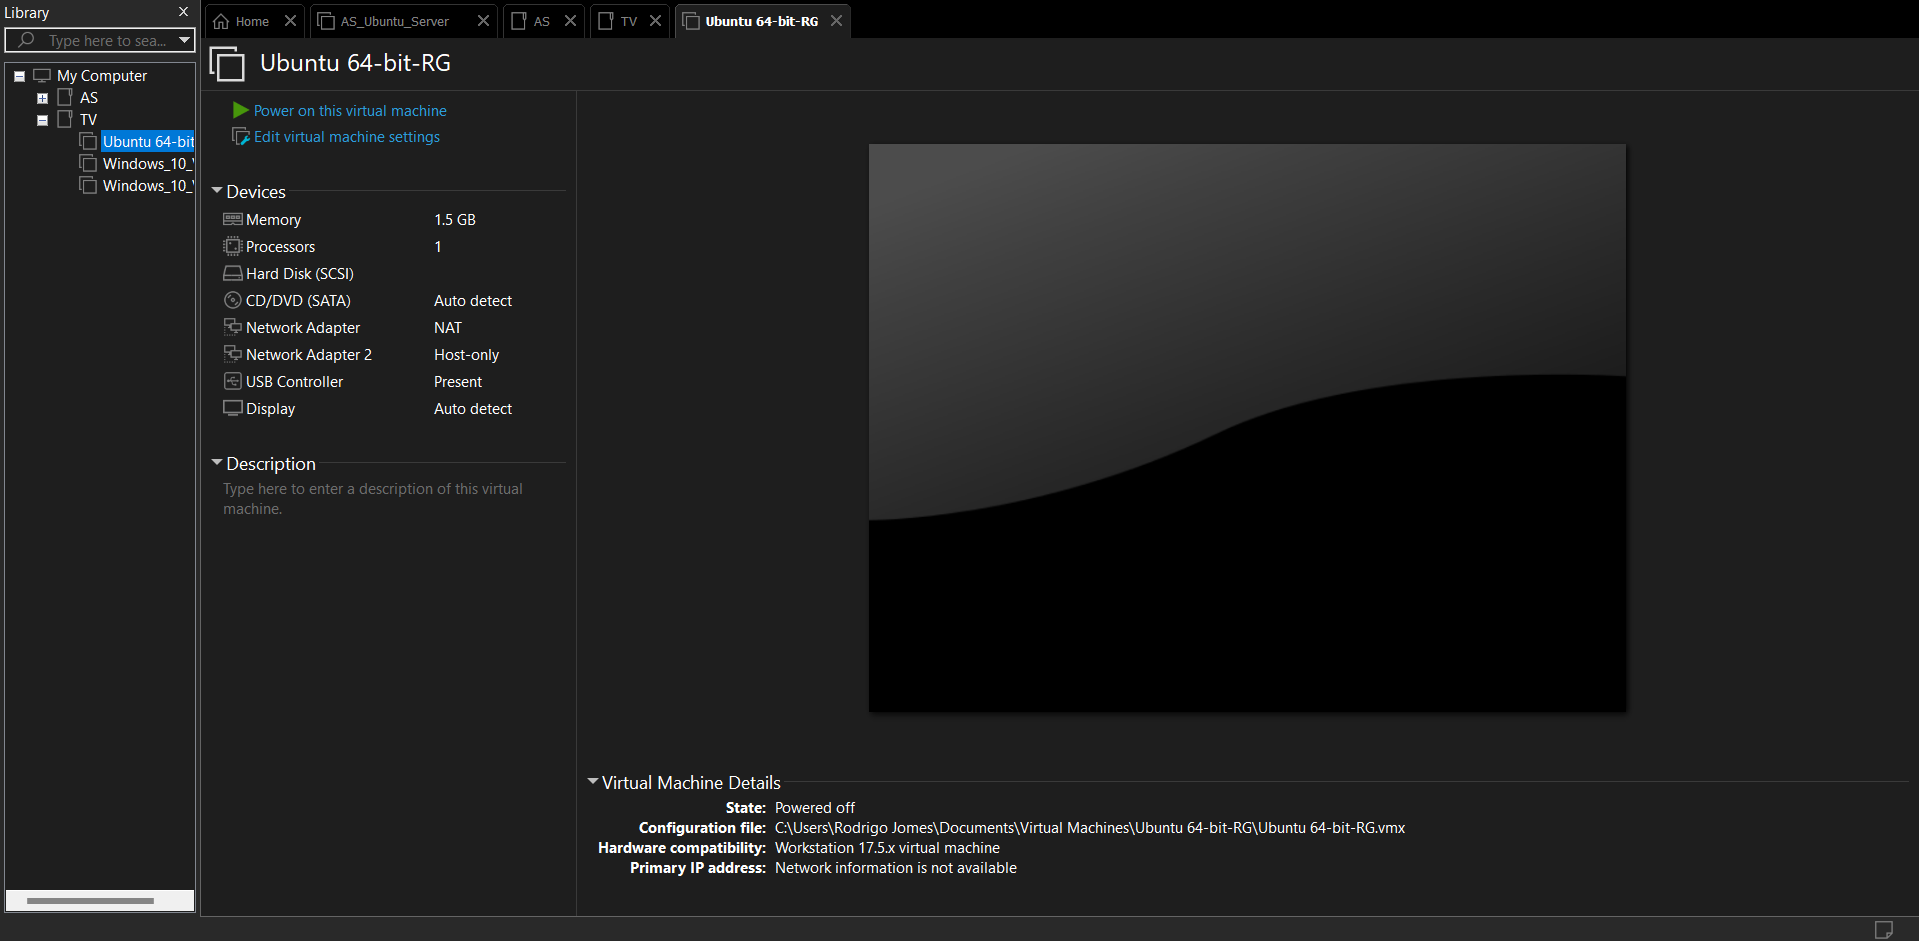 Library
Type here to sea...
My Computer
AS
TV
Ubuntu 64-bit
Windows_10_
Windows_10_
Home
AS_Ubuntu_Server
AS
TV
Ubuntu 64-bit-RG
Ubuntu 64-bit-RG
Power on this virtual machine
Edit virtual machine settings
Devices
Memory 1.5 GB
Processors 1
Hard Disk (SCSI)
CD/DVD (SATA) Auto detect
Network Adapter NAT
Network Adapter 2 Host-only
USB Controller Present
Display Auto detect
Description
Type here to enter a description of this virtual
machine.
Virtual Machine Details
State: Powered off
Configuration file: C:\Users\Rodrigo Jomes\Documents\Virtual Machines\Ubuntu 64-bit-RG\Ubuntu 64-bit-RG.vmx
Hardware compatibility: Workstation 17.5.x virtual machine
Primary IP address: Network information is not available